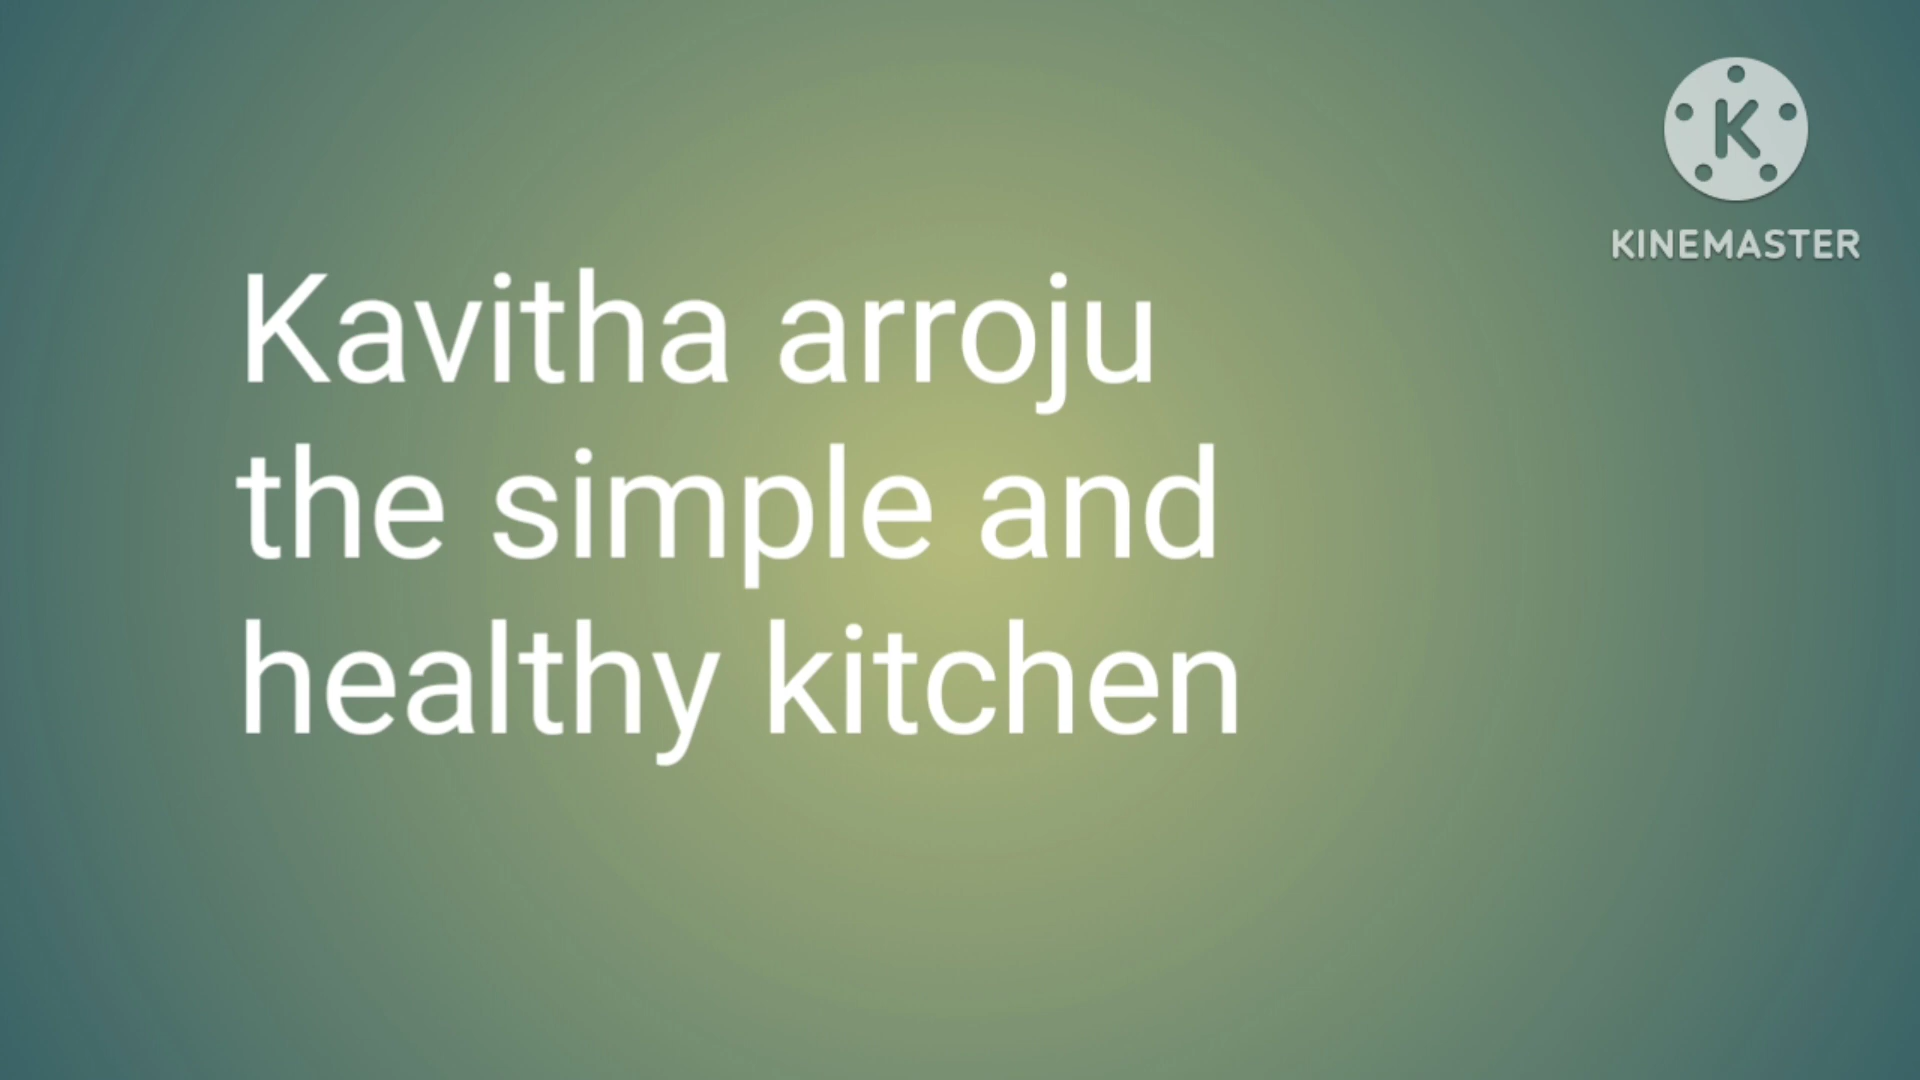 K
KINEMASTER
Kavitha arroju
the simple and
healthy kitchen